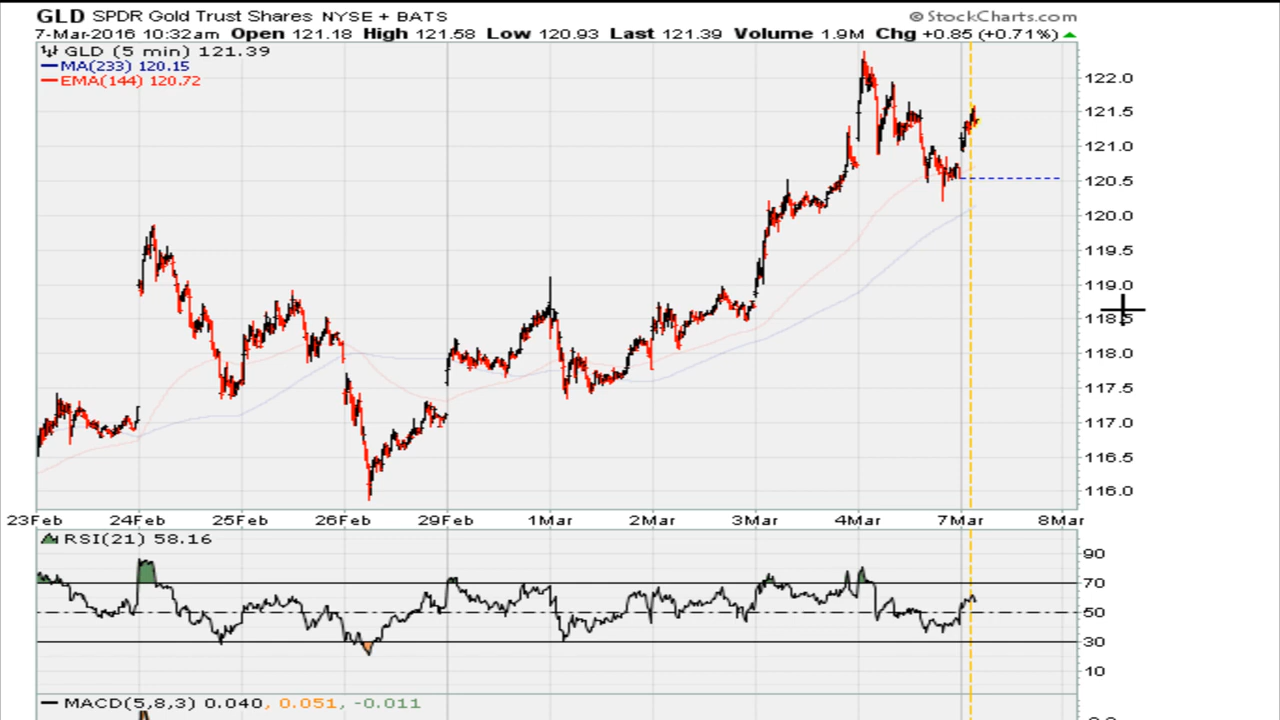 GLD SPDR Gold Trust Shares NYSE + BATS © StockCharts.com
7-Mar-2016 10:32am Open 121.18 High 121.58 Low 120.93 Last 121.39 Volume 1.9M Chg +0.85 (+0.71%)
GLD (5 min) 121.39
MA(233) 120.15
EMA(144) 120.72
122.0
121.5
121.0
120.5
120.0
119.5
119.0
118.5
118.0
117.5
117.0
116.5
116.0
23Feb 24Feb 25Feb 26Feb 29Feb 1Mar 2Mar 3Mar 4Mar 7Mar 8Mar
RSI(21) 58.16
90
70
50
30
10
MACD(5,8,3) 0.040, 0.051, -0.011